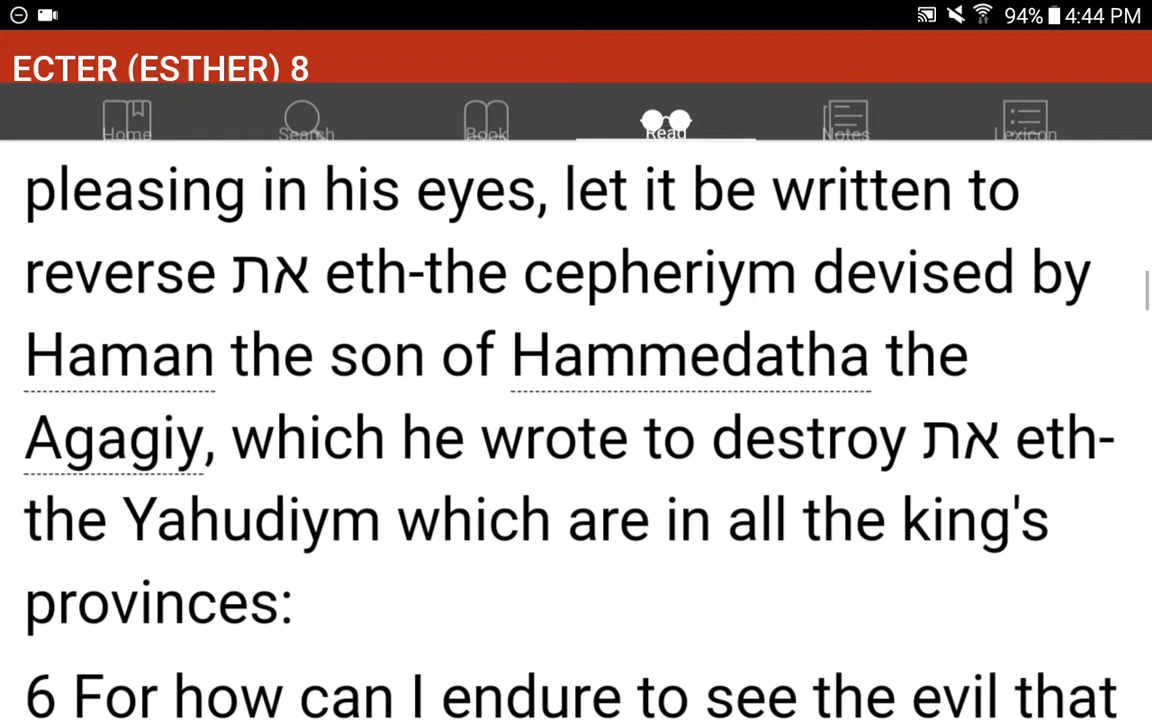 94% 4:44 PM
ECTER (ESTHER) 8
Home Search Book Read Notes Lexicon
pleasing in his eyes, let it be written to
reverse את eth-the cepheriym devised by
Haman the son of Hammedatha the
Agagiy, which he wrote to destroy את eth-
the Yahudiym which are in all the king's
provinces:
6 For how can I endure to see the evil that